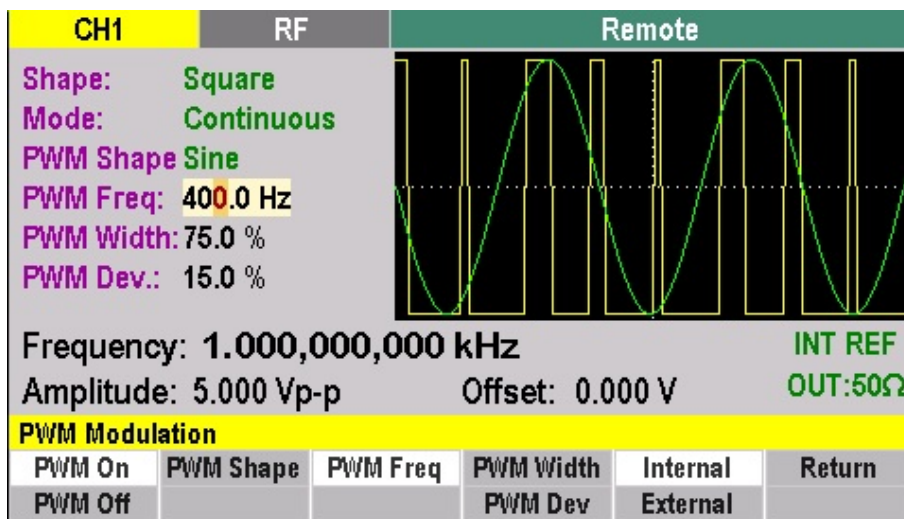 CH1 RF Remote
Shape: Square
Mode: Continuous
PWM Shape Sine
PWM Freq: 400.0 Hz
PWM Width: 75.0 %
PWM Dev.: 15.0 %
Frequency: 1.000,000,000 kHz INT REF
Amplitude: 5.000 Vp-p Offset: 0.000 V OUT:50Ω
PWM Modulation
PWM On PWM Shape PWM Freq PWM Width Internal Return
PWM Off PWM Dev External